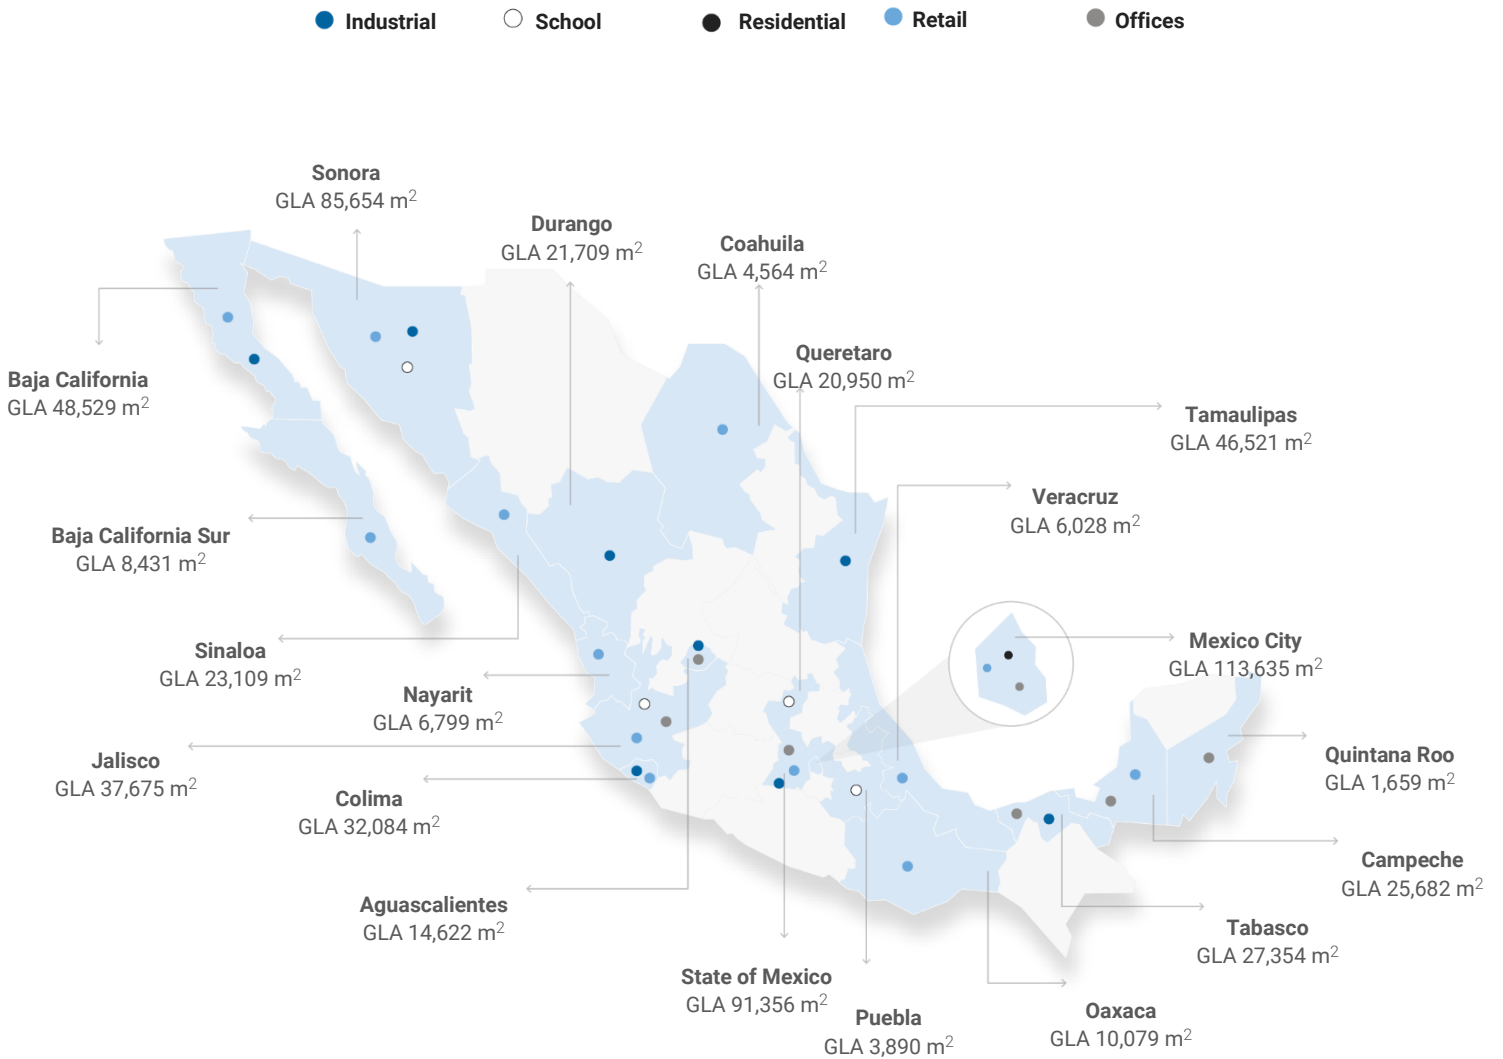 Industrial
School
Residential
Retail
Offices
Sonora
GLA 85,654 m²
Durango
GLA 21,709 m²
Coahuila
GLA 4,564 m²
Queretaro
GLA 20,950 m²
Baja California
GLA 48,529 m²
Tamaulipas
GLA 46,521 m²
Veracruz
GLA 6,028 m²
Baja California Sur
GLA 8,431 m²
Mexico City
GLA 113,635 m²
Sinaloa
GLA 23,109 m²
Nayarit
GLA 6,799 m²
Jalisco
GLA 37,675 m²
Quintana Roo
GLA 1,659 m²
Colima
GLA 32,084 m²
Campeche
GLA 25,682 m²
Aguascalientes
GLA 14,622 m²
Tabasco
GLA 27,354 m²
State of Mexico
GLA 91,356 m²
Puebla
GLA 3,890 m²
Oaxaca
GLA 10,079 m²